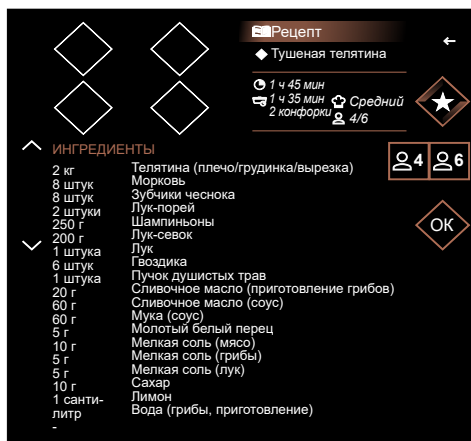 Рецепт
Тушеная телятина
1 ч 45 мин
1 ч 35 мин
2 конфорки
Средний
4/6
ИНГРЕДИЕНТЫ
4
6
OK
2 кг Телятина (плечо/грудинка/вырезка)
8 штук Морковь
8 штук Зубчики чеснока
2 штуки Лук-порей
250 г Шампиньоны
200 г Лук-севок
1 штука Лук
6 штук Гвоздика
1 штука Пучок душистых трав
20 г Сливочное масло (приготовление грибов)
60 г Сливочное масло (соус)
60 г Мука (соус)
5 г Молотый белый перец
10 г Мелкая соль (мясо)
5 г Мелкая соль (грибы)
5 г Мелкая соль (лук)
10 г Сахар
1 санти- Лимон
литр Вода (грибы, приготовление)
-